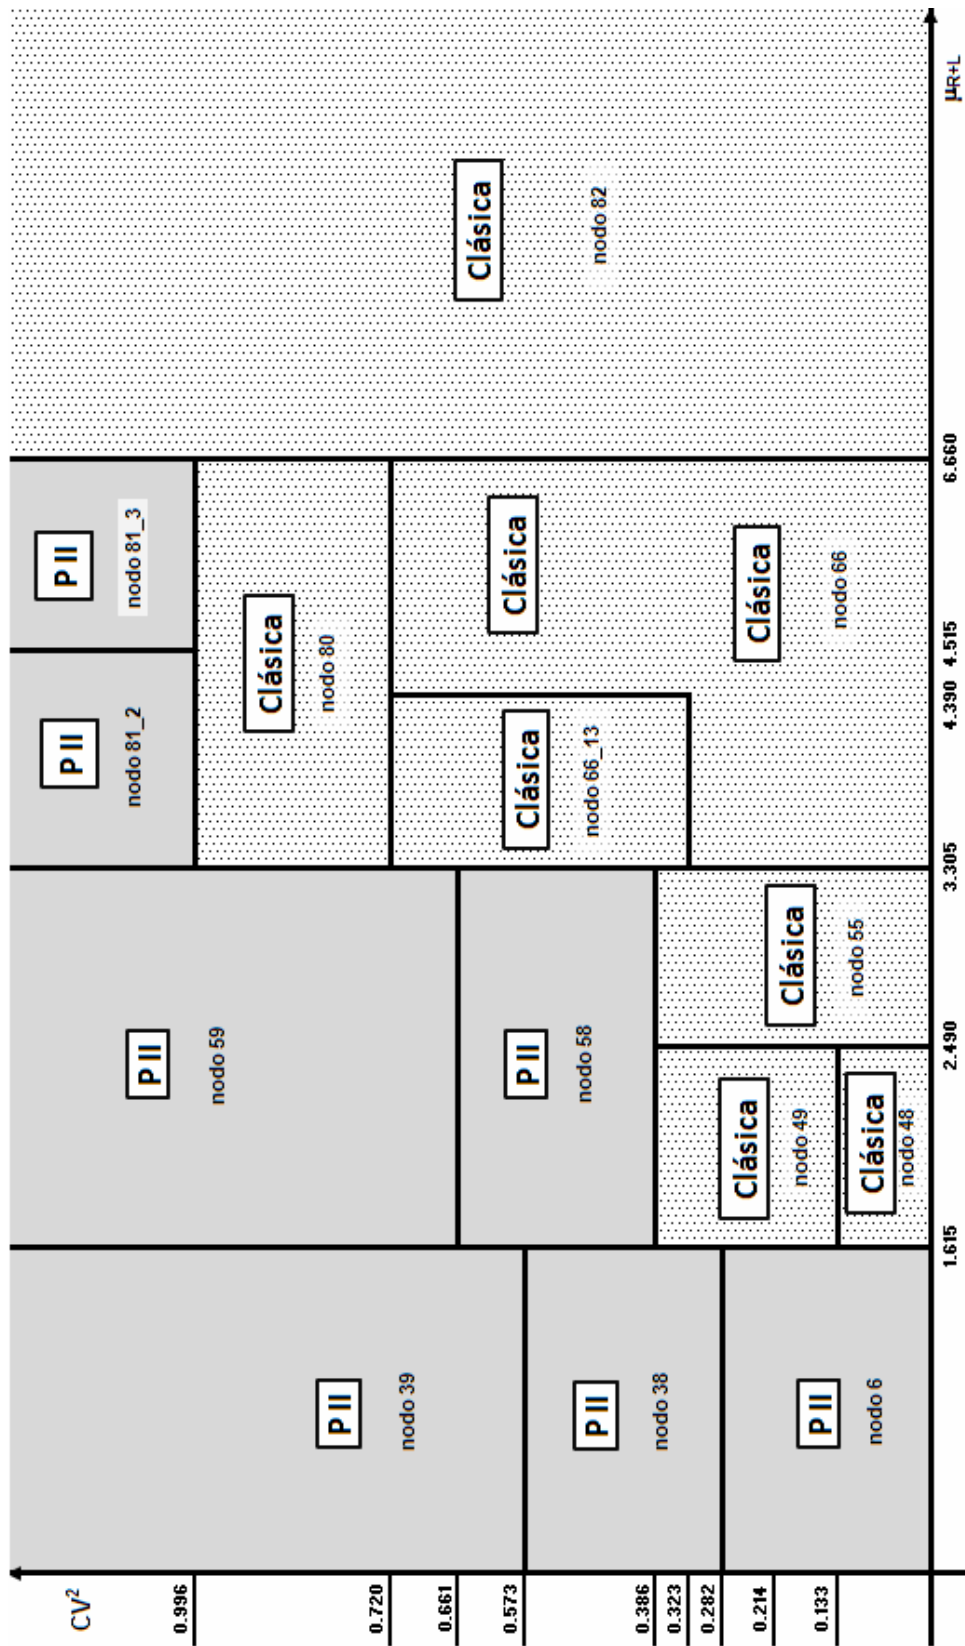 CV²
0.996
0.720
0.661
0.573
0.386
0.323
0.282
0.214
0.133
P II
nodo 39
P II
nodo 38
P II
nodo 6
P II
nodo 59
P II
nodo 58
Clásica
nodo 49
Clásica
nodo 48
Clásica
nodo 55
P II
nodo 81_2
P II
nodo 81_3
Clásica
nodo 80
Clásica
nodo 66_13
Clásica
Clásica
nodo 66
Clásica
nodo 82
1.615
2.490
3.305
4.390
4.515
6.660
μR+L